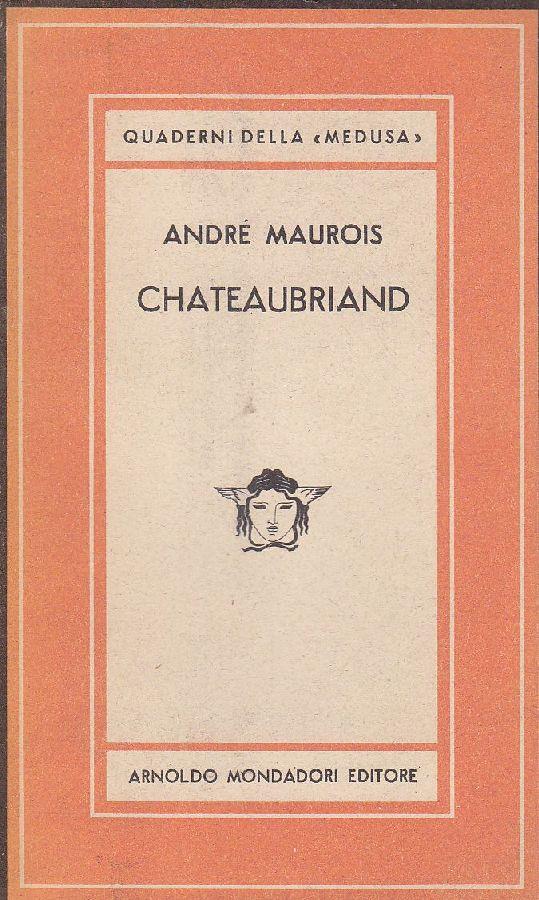 QUADERNI DELLA «MEDUSA»
ANDRÉ MAUROIS
CHATEAUBRIAND
ARNOLDO MONDADORI EDITORE